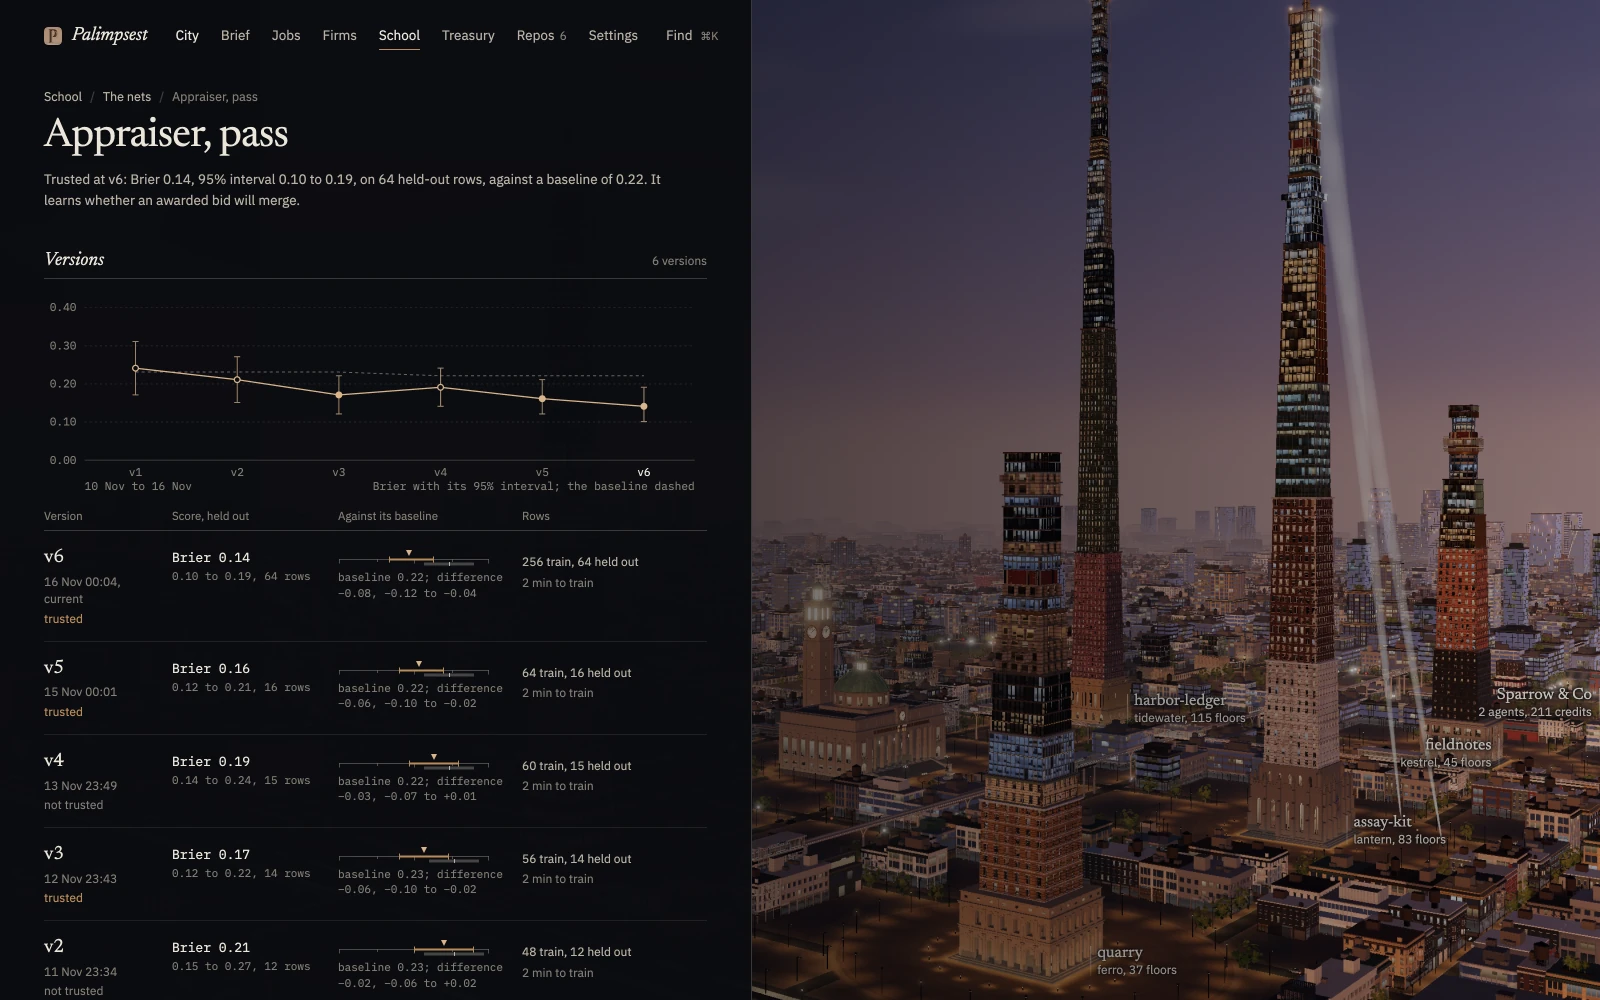 P Palimpsest City Brief Jobs Firms School Treasury Repos 6 Settings Find ⌘K
School / The nets / Appraiser, pass
Appraiser, pass
Trusted at v6: Brier 0.14, 95% interval 0.10 to 0.19, on 64 held-out rows, against a baseline of 0.22. It
learns whether an awarded bid will merge.
Versions 6 versions
0.40
0.30
0.20
0.10
0.00
v1 v2 v3 v4 v5 v6
10 Nov to 16 Nov Brier with its 95% interval; the baseline dashed
Version Score, held out Against its baseline Rows
v6
16 Nov 00:04,
current
trusted
Brier 0.14
0.10 to 0.19, 64 rows
baseline 0.22; difference
−0.08, −0.12 to −0.04
256 train, 64 held out
2 min to train
v5
15 Nov 00:01
trusted
Brier 0.16
0.12 to 0.21, 16 rows
baseline 0.22; difference
−0.06, −0.10 to −0.02
64 train, 16 held out
2 min to train
v4
13 Nov 23:49
not trusted
Brier 0.19
0.14 to 0.24, 15 rows
baseline 0.22; difference
−0.03, −0.07 to +0.01
60 train, 15 held out
2 min to train
v3
12 Nov 23:43
trusted
Brier 0.17
0.12 to 0.22, 14 rows
baseline 0.23; difference
−0.06, −0.10 to −0.02
56 train, 14 held out
2 min to train
v2
11 Nov 23:34
not trusted
Brier 0.21
0.15 to 0.27, 12 rows
baseline 0.23; difference
−0.02, −0.06 to +0.02
48 train, 12 held out
2 min to train
harbor-ledger
tidewater, 115 floors
Sparrow & Co
2 agents, 211 credits
fieldnotes
kestrel, 45 floors
assay-kit
lantern, 83 floors
quarry
ferro, 37 floors